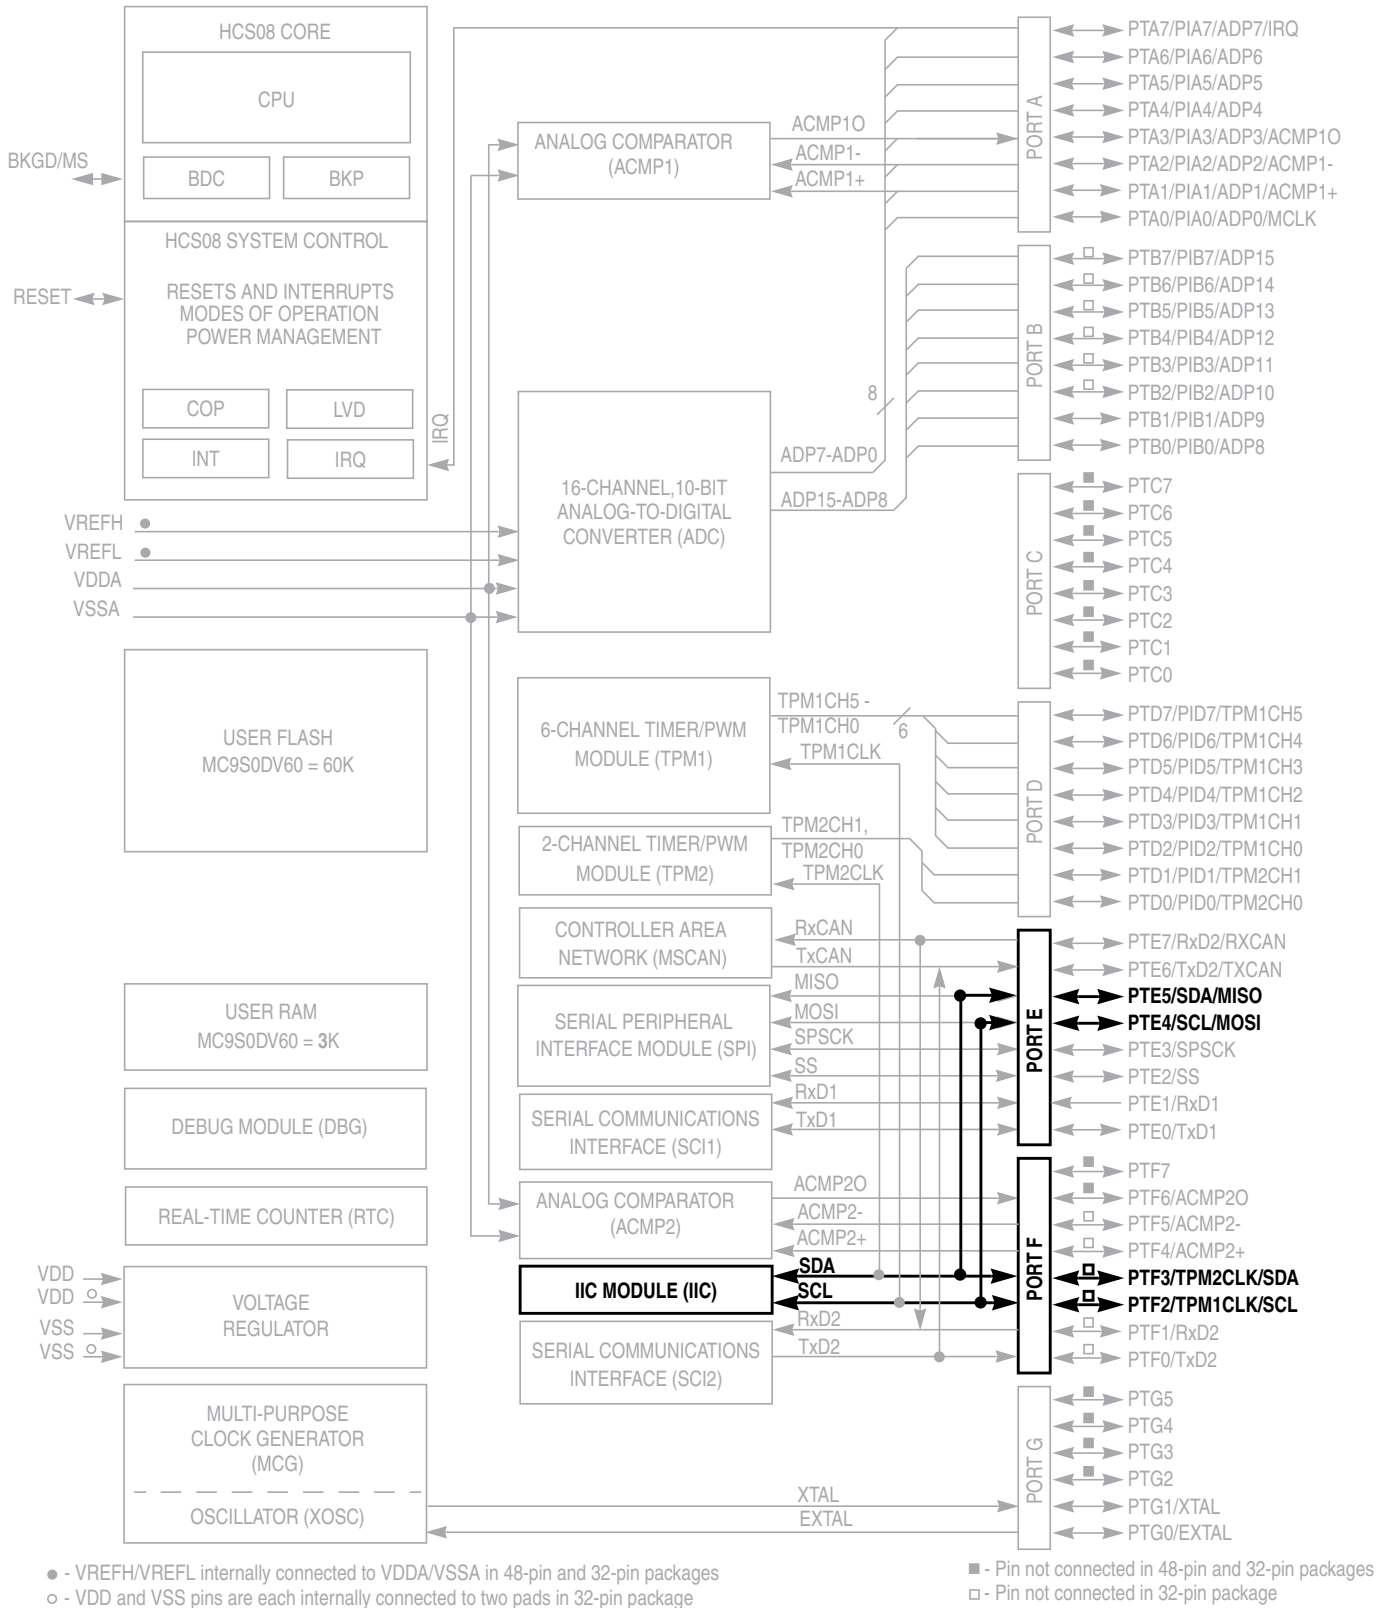 HCS08 CORE
CPU
BDC
BKP
BKGD/MS
HCS08 SYSTEM CONTROL
RESETS AND INTERRUPTS
MODES OF OPERATION
POWER MANAGEMENT
RESET
COP
LVD
INT
IRQ
IRQ
VREFH
VREFL
VDDA
VSSA
USER FLASH
MC9S0DV60 = 60K
USER RAM
MC9S0DV60 = 3K
DEBUG MODULE (DBG)
REAL-TIME COUNTER (RTC)
VDD
VDD
VSS
VSS
VOLTAGE
REGULATOR
MULTI-PURPOSE
CLOCK GENERATOR
(MCG)
OSCILLATOR (XOSC)
ANALOG COMPARATOR
(ACMP1)
ACMP1O
ACMP1-
ACMP1+
16-CHANNEL,10-BIT
ANALOG-TO-DIGITAL
CONVERTER (ADC)
8
ADP7-ADP0
ADP15-ADP8
6-CHANNEL TIMER/PWM
MODULE (TPM1)
TPM1CH5 -
TPM1CH0
6
TPM1CLK
2-CHANNEL TIMER/PWM
MODULE (TPM2)
TPM2CH1,
TPM2CH0
TPM2CLK
CONTROLLER AREA
NETWORK (MSCAN)
RxCAN
TxCAN
SERIAL PERIPHERAL
INTERFACE MODULE (SPI)
MISO
MOSI
SPSCK
SS
SERIAL COMMUNICATIONS
INTERFACE (SCI1)
RxD1
TxD1
ANALOG COMPARATOR
(ACMP2)
ACMP2O
ACMP2-
ACMP2+
IIC MODULE (IIC)
SDA
SCL
SERIAL COMMUNICATIONS
INTERFACE (SCI2)
RxD2
TxD2
XTAL
EXTAL
PORT A
PTA7/PIA7/ADP7/IRQ
PTA6/PIA6/ADP6
PTA5/PIA5/ADP5
PTA4/PIA4/ADP4
PTA3/PIA3/ADP3/ACMP1O
PTA2/PIA2/ADP2/ACMP1-
PTA1/PIA1/ADP1/ACMP1+
PTA0/PIA0/ADP0/MCLK
PORT B
PTB7/PIB7/ADP15
PTB6/PIB6/ADP14
PTB5/PIB5/ADP13
PTB4/PIB4/ADP12
PTB3/PIB3/ADP11
PTB2/PIB2/ADP10
PTB1/PIB1/ADP9
PTB0/PIB0/ADP8
PORT C
PTC7
PTC6
PTC5
PTC4
PTC3
PTC2
PTC1
PTC0
PORT D
PTD7/PID7/TPM1CH5
PTD6/PID6/TPM1CH4
PTD5/PID5/TPM1CH3
PTD4/PID4/TPM1CH2
PTD3/PID3/TPM1CH1
PTD2/PID2/TPM1CH0
PTD1/PID1/TPM2CH1
PTD0/PID0/TPM2CH0
PORT E
PTE7/RxD2/RXCAN
PTE6/TxD2/TXCAN
PTE5/SDA/MISO
PTE4/SCL/MOSI
PTE3/SPSCK
PTE2/SS
PTE1/RxD1
PTE0/TxD1
PORT F
PTF7
PTF6/ACMP2O
PTF5/ACMP2-
PTF4/ACMP2+
PTF3/TPM2CLK/SDA
PTF2/TPM1CLK/SCL
PTF1/RxD2
PTF0/TxD2
PORT G
PTG5
PTG4
PTG3
PTG2
PTG1/XTAL
PTG0/EXTAL
● - VREFH/VREFL internally connected to VDDA/VSSA in 48-pin and 32-pin packages
○ - VDD and VSS pins are each internally connected to two pads in 32-pin package
■ - Pin not connected in 48-pin and 32-pin packages
□ - Pin not connected in 32-pin package